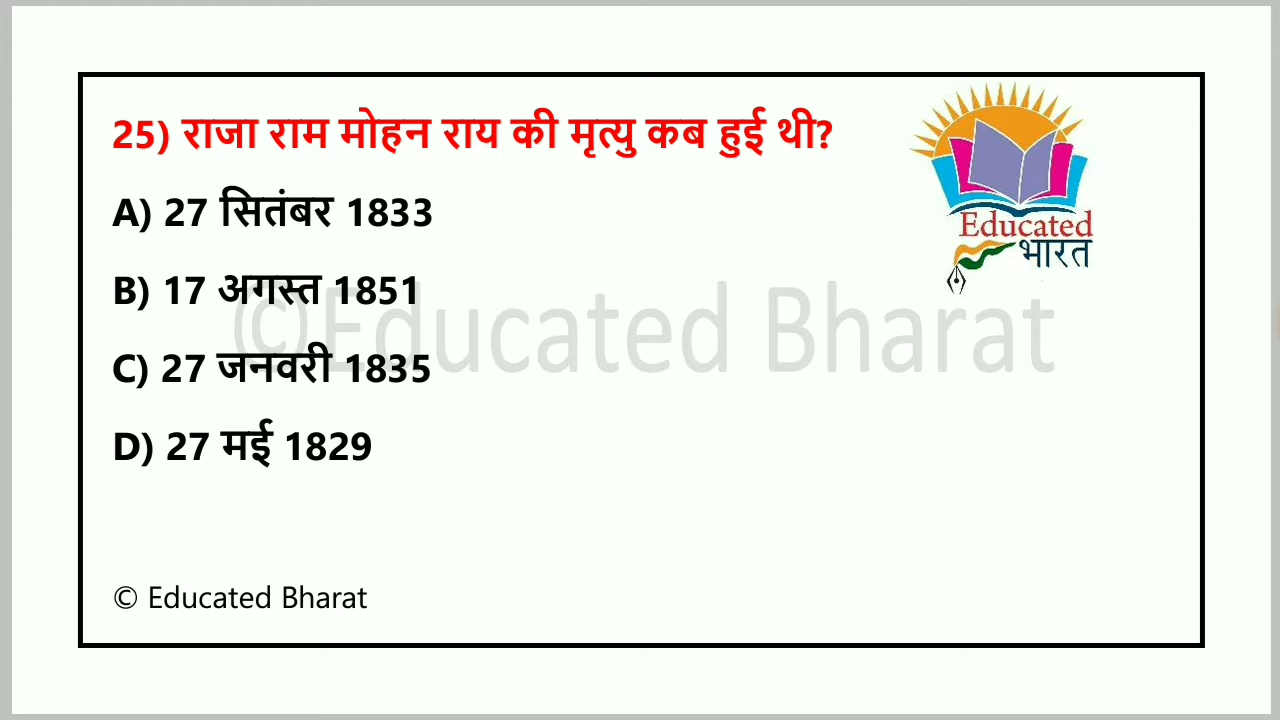 25) राजा राम मोहन राय की मृत्यु कब हुई थी?
Educated
भारत
A) 27 सितंबर 1833
B) 17 अगस्त 1851
©Educated Bharat
C) 27 जनवरी 1835
D) 27 मई 1829
© Educated Bharat